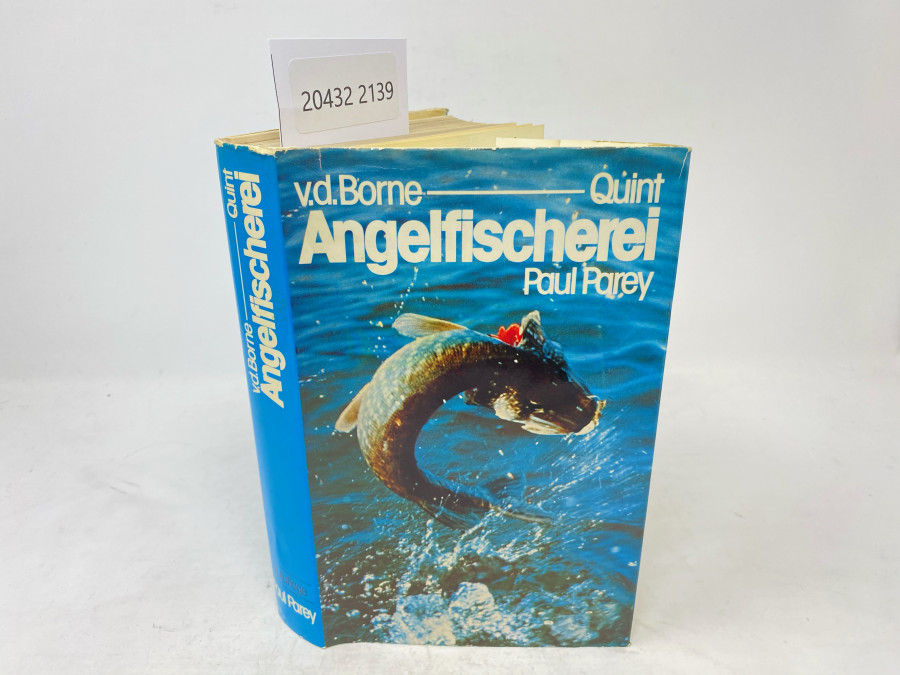 20432 2139
v.d.Borne Quint
Angelfischerei
Paul Parey
v.d.Borne Quint
Angelfischerei
Paul Parey